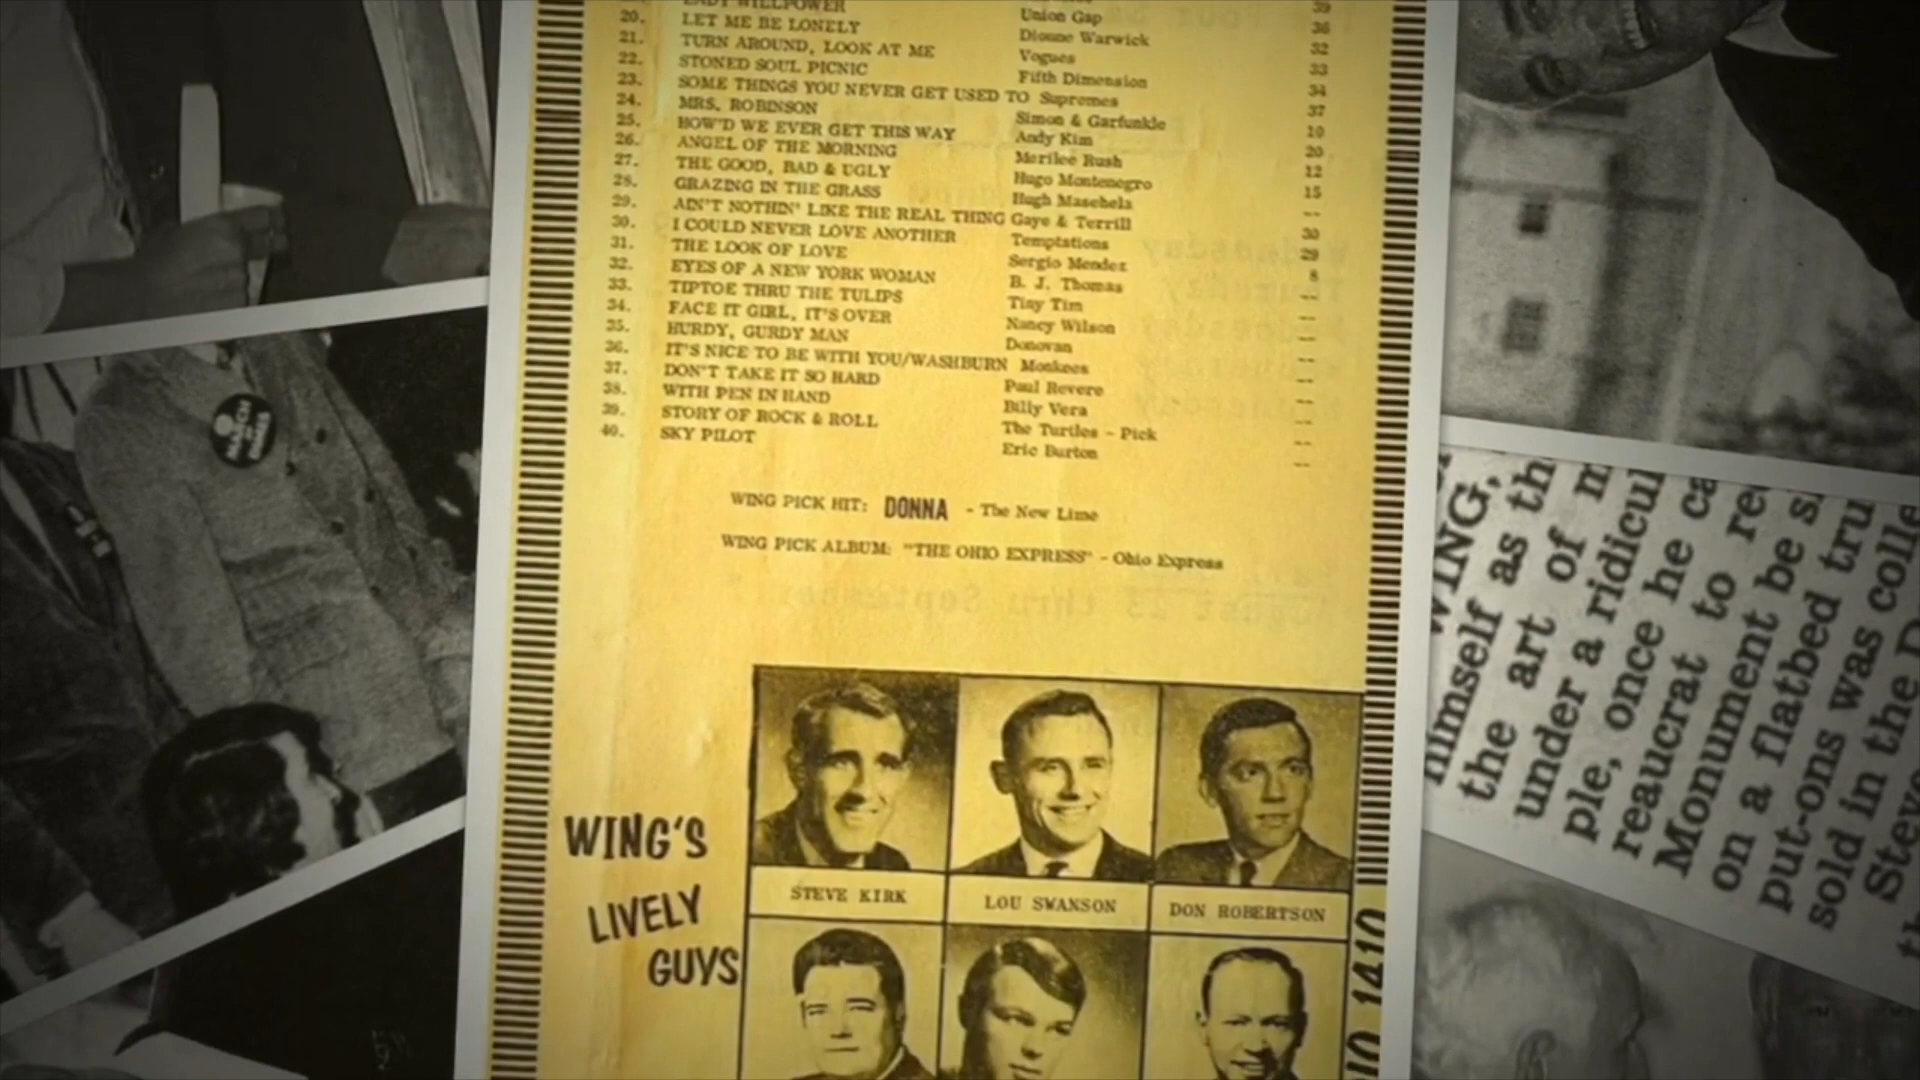 LADY WILLPOWER Union Gap 36
20. LET ME BE LONELY Dionne Warwick 32
21. TURN AROUND, LOOK AT ME Vogues 33
22. STONED SOUL PICNIC Fifth Dimension 34
23. SOME THINGS YOU NEVER GET USED TO Supremes 37
24. MRS. ROBINSON Simon & Garfunkle 10
25. HOW'D WE EVER GET THIS WAY Andy Kim 20
26. ANGEL OF THE MORNING Merilee Rush 12
27. THE GOOD, BAD & UGLY Hugo Montenegro 15
28. GRAZING IN THE GRASS Hugh Masehela --
29. AIN'T NOTHIN' LIKE THE REAL THING Gaye & Terrill 30
30. I COULD NEVER LOVE ANOTHER Temptations 29
31. THE LOOK OF LOVE Sergio Mendez 8
32. EYES OF A NEW YORK WOMAN B. J. Thomas --
33. TIPTOE THRU THE TULIPS Tiny Tim --
34. FACE IT GIRL, IT'S OVER Nancy Wilson --
35. HURDY, GURDY MAN Donovan --
36. IT'S NICE TO BE WITH YOU/WASHBURN Monkees --
37. DON'T TAKE IT SO HARD Paul Revere --
38. WITH PEN IN HAND Billy Vera --
39. STORY OF ROCK & ROLL The Turtles - Pick --
40. SKY PILOT Eric Burton --
WING PICK HIT: DONNA - The New Lime
WING PICK ALBUM: "THE OHIO EXPRESS" - Ohio Express
WING'S
LIVELY
GUYS
STEVE KIRK
LOU SWANSON
DON ROBERTSON
1410
WING,
himself as th
the art of m
under a ridicul
ple, once he ca
reaucrat to re
Monument be s
on a flatbed tru
put-ons was colle
sold in the D
Steve